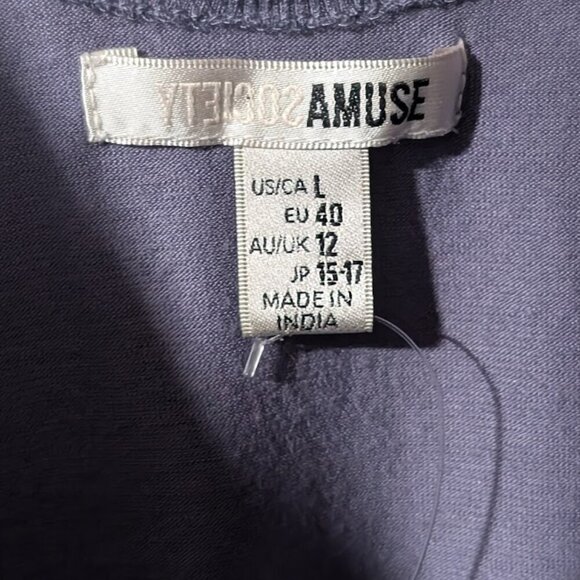 SOCIETY AMUSE
US/CA L
EU 40
AU/UK 12
JP 15-17
MADE IN
INDIA